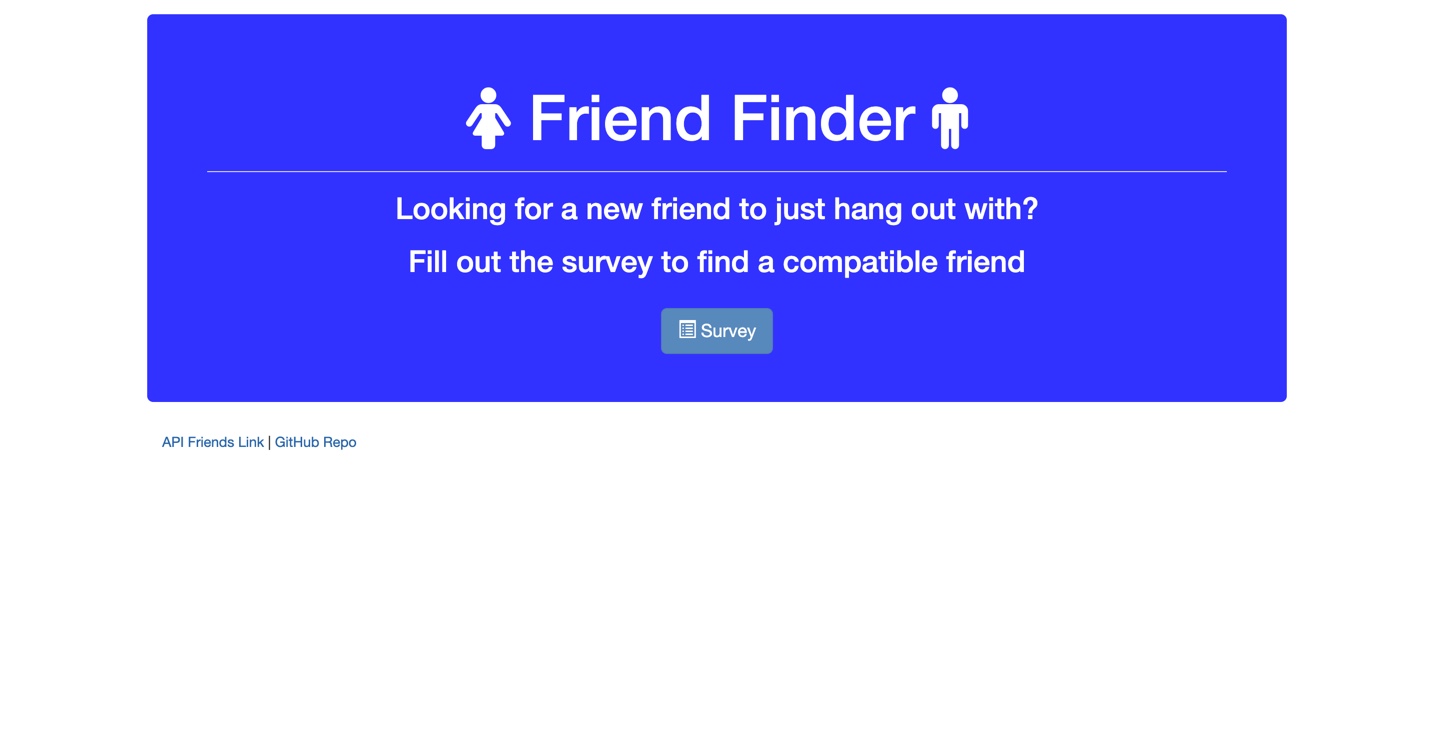 Friend Finder
Looking for a new friend to just hang out with?
Fill out the survey to find a compatible friend
Survey
API Friends Link | GitHub Repo